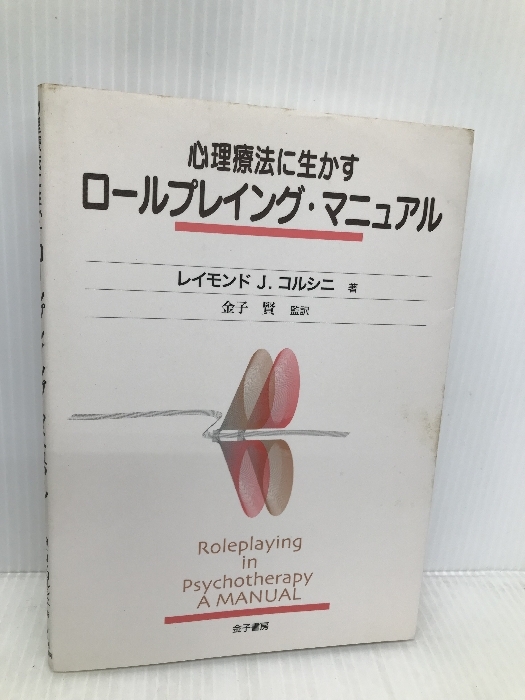 心理療法に生かす
ロールプレイング・マニュアル
レイモンド J. コルシニ 著
金子 賢 監訳
Roleplaying
in
Psychotherapy
A MANUAL
金子書房